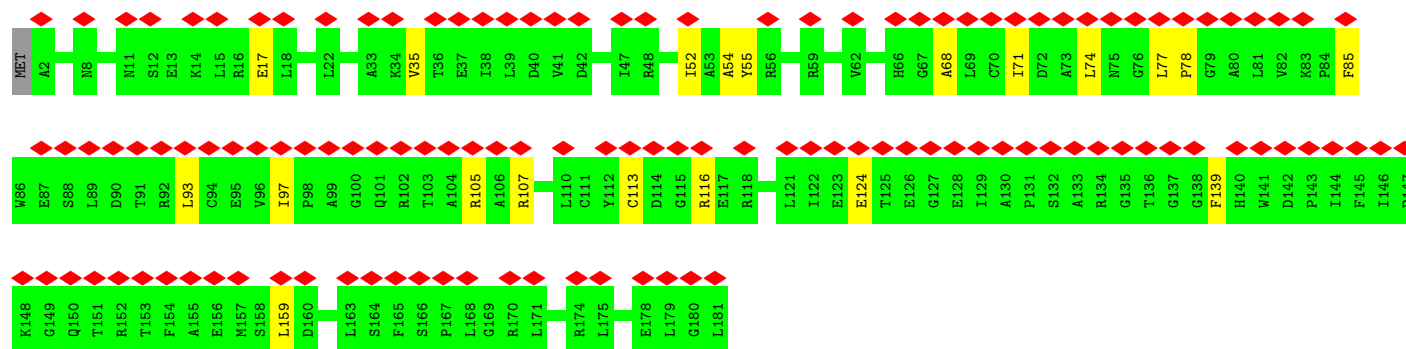 MET A2 N8 N11 S12 E13 K14 L15 R16 E17 L18 L22 A33 K34 V35 T36 E37 I38 L39 D40 V41 D42 I47 R48 I52 A53 A54 Y55 R56 R59 V62 H66 G67 A68 L69 C70 I71 D72 A73 L74 N75 G76 L77 P78 G79 A80 L81 V82 K83 P84 F85
W86 E87 S88 L89 D90 T91 R92 L93 C94 E95 V96 I97 P98 A99 G100 Q101 R102 T103 A104 R105 A106 R107 L110 C111 Y112 C113 D114 G115 R116 E117 R118 L121 I122 E123 E124 T125 E126 G127 E128 I129 A130 P131 S132 A133 R134 G135 T136 G137 G138 F139 H140 W141 D142 P143 I144 F145 I146
K148 G149 Q150 T151 R152 T153 F154 A155 E156 M157 S158 L159 D160 L163 S164 F165 S166 P167 L168 G169 R170 L171 R174 L175 E178 L179 G180 L181